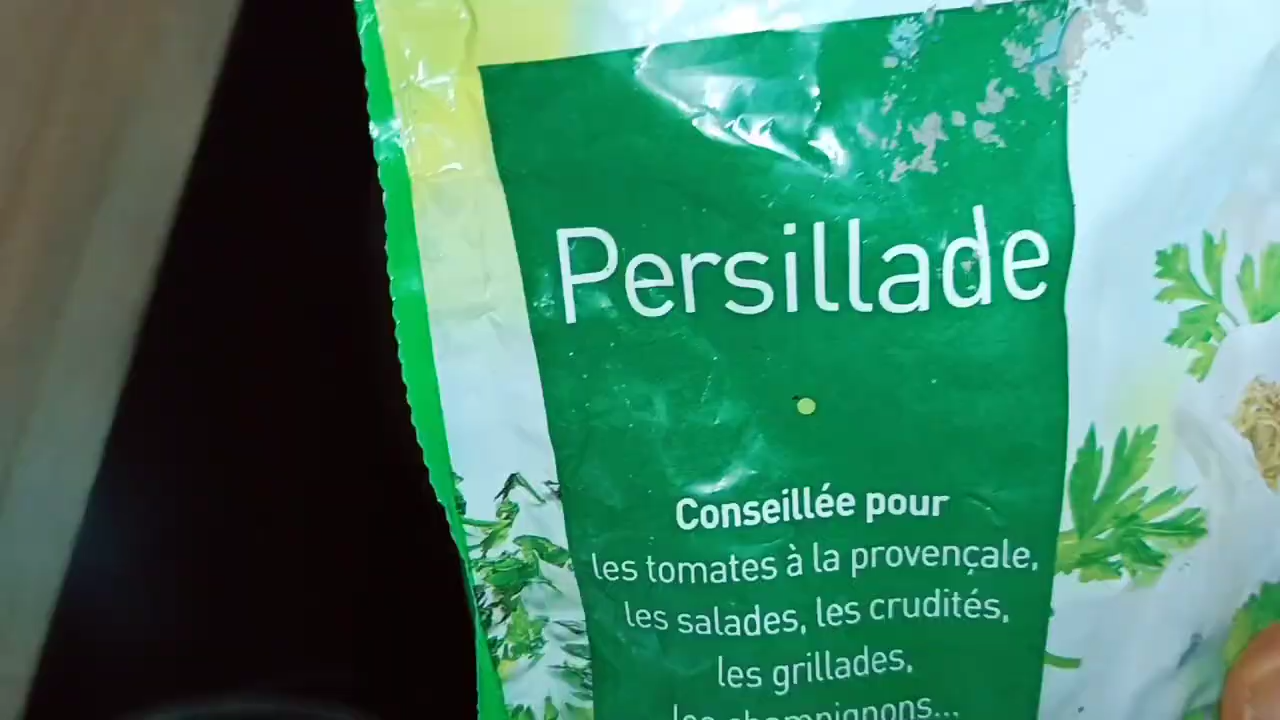 Persillade
Conseillée pour
les tomates à la provençale,
les salades, les crudités,
les grillades,
les champignons...